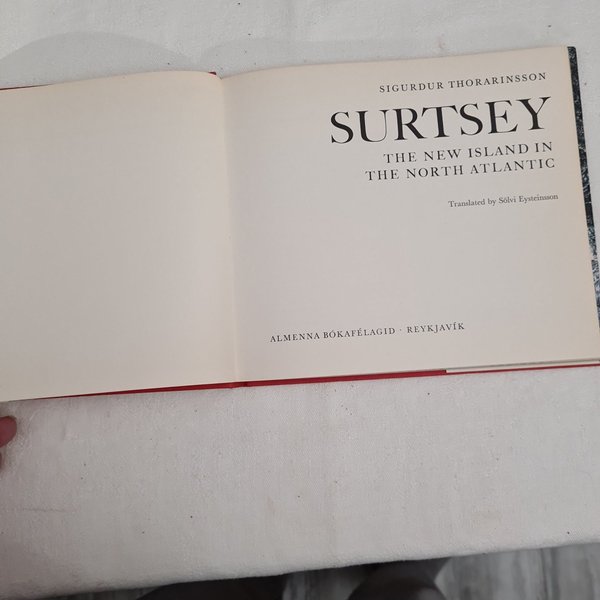 SIGURDUR THORARINSSON
SURTSEY
THE NEW ISLAND IN
THE NORTH ATLANTIC
Translated by Sölvi Eysteinsson
ALMENNA BÓKAFÉLAGID · REYKJAVÍK